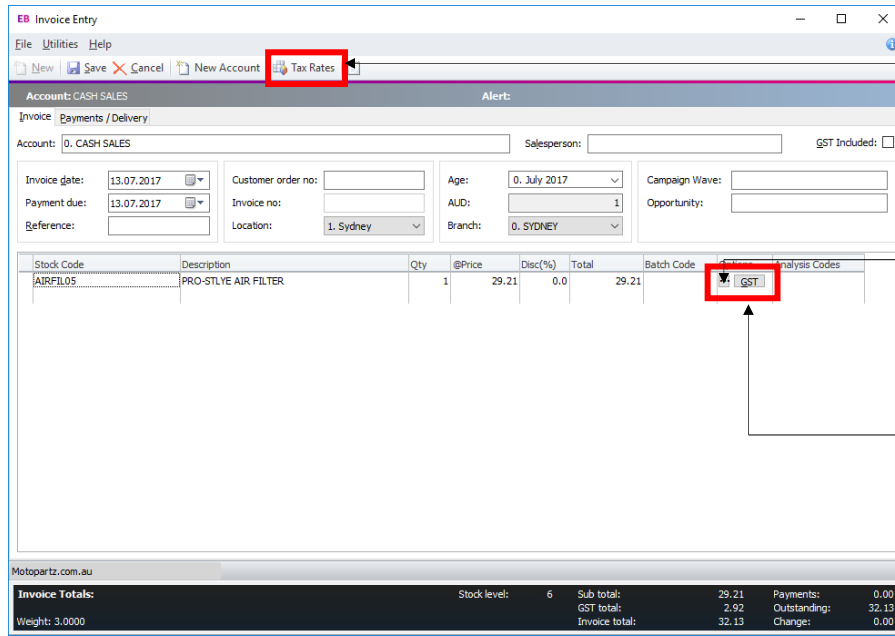 EB Invoice Entry
File Utilities Help
New Save Cancel New Account Tax Rates
Account: CASH SALES Alert:
Invoice Payments / Delivery
Account: 0. CASH SALES Salesperson: GST Included:
Invoice date: 13.07.2017 Customer order no: Age: 0. July 2017 Campaign Wave:
Payment due: 13.07.2017 Invoice no: AUD: 1 Opportunity:
Reference: Location: 1. Sydney Branch: 0. SYDNEY
Stock Code Description Qty @Price Disc(%) Total Batch Code Options Analysis Codes
AIRFIL05 PRO-STLYE AIR FILTER 1 29.21 0.0 29.21 GST
Motopartz.com.au
Invoice Totals: Stock level: 6 Sub total: 29.21 Payments: 0.00
GST total: 2.92 Outstanding: 32.13
Weight: 3.0000 Invoice total: 32.13 Change: 0.00